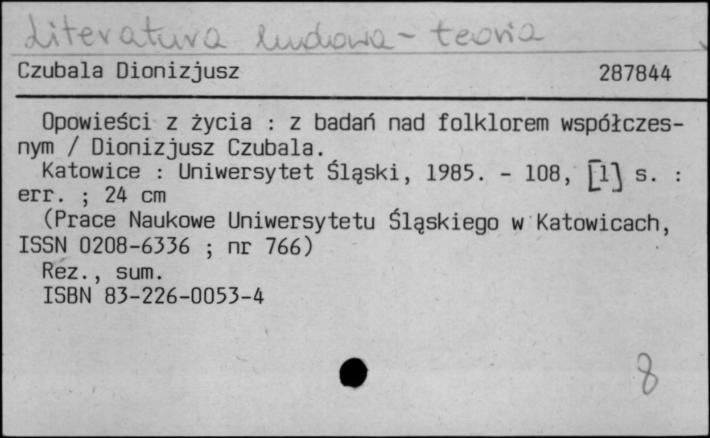 Literatura ludowa - teoria
Czubala Dionizjusz 287844
Opowieści z życia : z badań nad folklorem współczes-
nym / Dionizjusz Czubala.
Katowice : Uniwersytet Śląski, 1985. - 108, [1] s. :
err. ; 24 cm
(Prace Naukowe Uniwersytetu Śląskiego w Katowicach,
ISSN 0208-6336 ; nr 766)
Rez., sum.
ISBN 83-226-0053-4
8